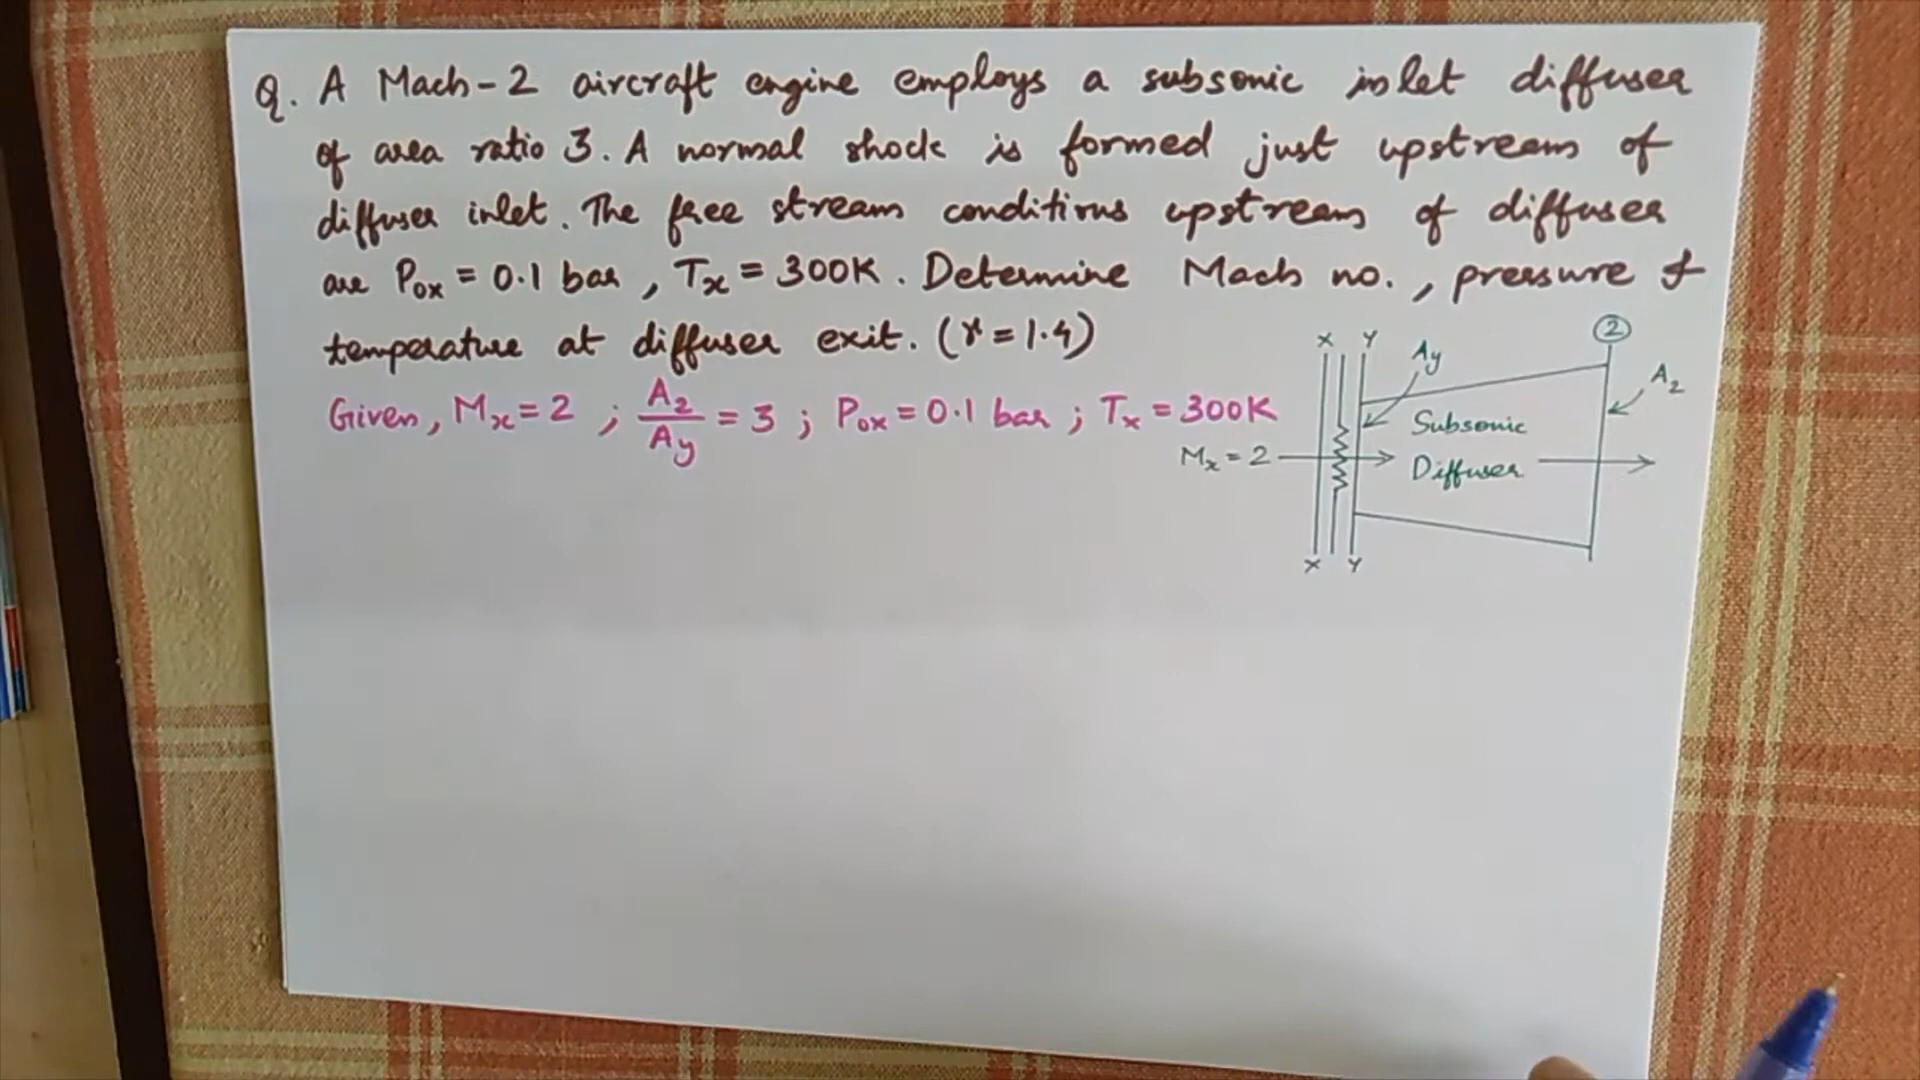 Q. A Mach-2 aircraft engine employs a subsonic inlet diffuser
of area ratio 3. A normal shock is formed just upstream of
diffuser inlet. The free stream conditions upstream of diffuser
are Pox = 0.1 bar, Tx = 300K. Determine Mach no., pressure &
temperature at diffuser exit. (γ = 1.4)
Given, Mx = 2 ; A2/Ay = 3 ; Pox = 0.1 bar ; Tx = 300K
X Y Ay ② A2
Subsonic
Mx = 2 Diffuser
X Y